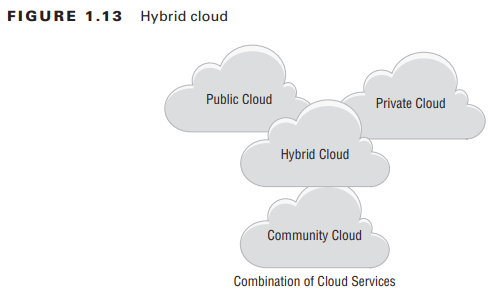 FIGURE 1.13 Hybrid cloud
Public Cloud
Private Cloud
Hybrid Cloud
Community Cloud
Combination of Cloud Services